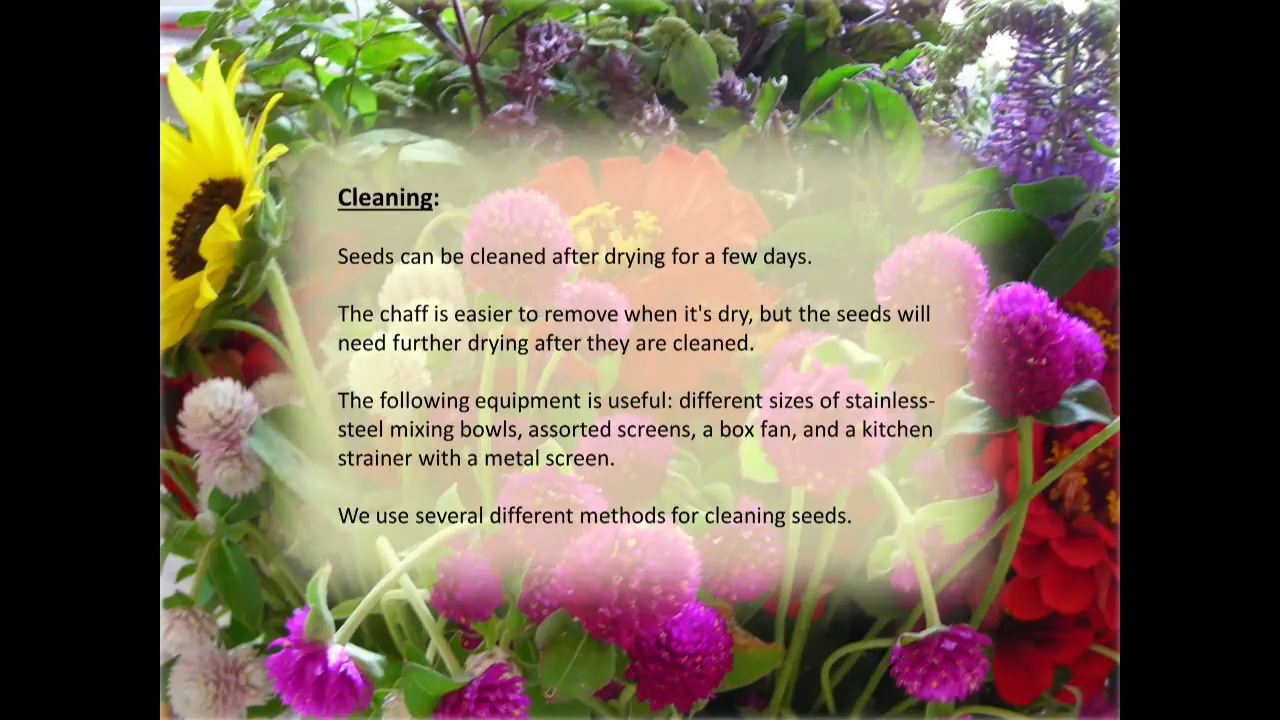 Cleaning:
Seeds can be cleaned after drying for a few days.
The chaff is easier to remove when it's dry, but the seeds will
need further drying after they are cleaned.
The following equipment is useful: different sizes of stainless-
steel mixing bowls, assorted screens, a box fan, and a kitchen
strainer with a metal screen.
We use several different methods for cleaning seeds.